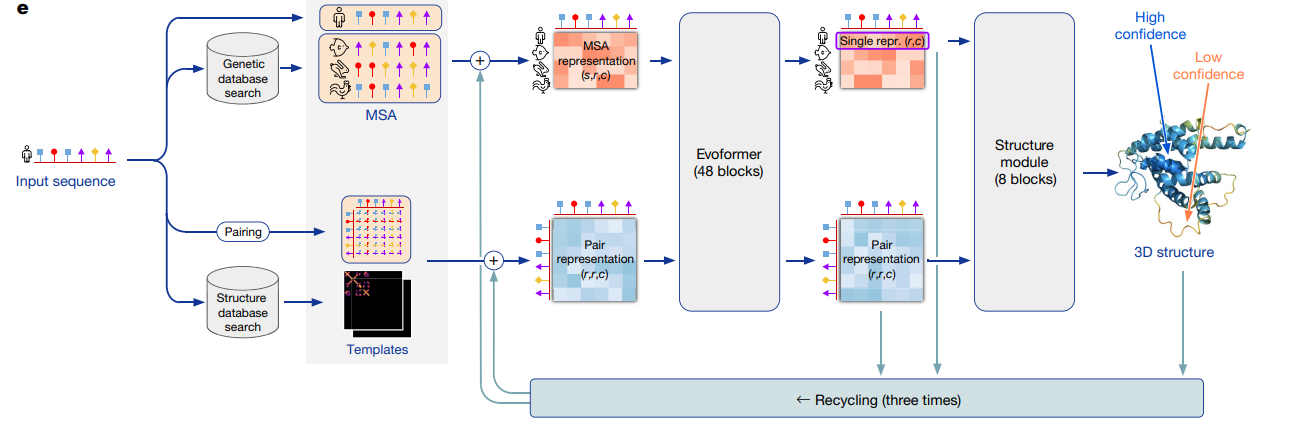 e
Input sequence
Genetic
database
search
MSA
Pairing
Structure
database
search
Templates
+
+
MSA
representation
(s,r,c)
Pair
representation
(r,r,c)
Evoformer
(48 blocks)
Single repr. (r,c)
Pair
representation
(r,r,c)
Structure
module
(8 blocks)
High
confidence
Low
confidence
3D structure
← Recycling (three times)